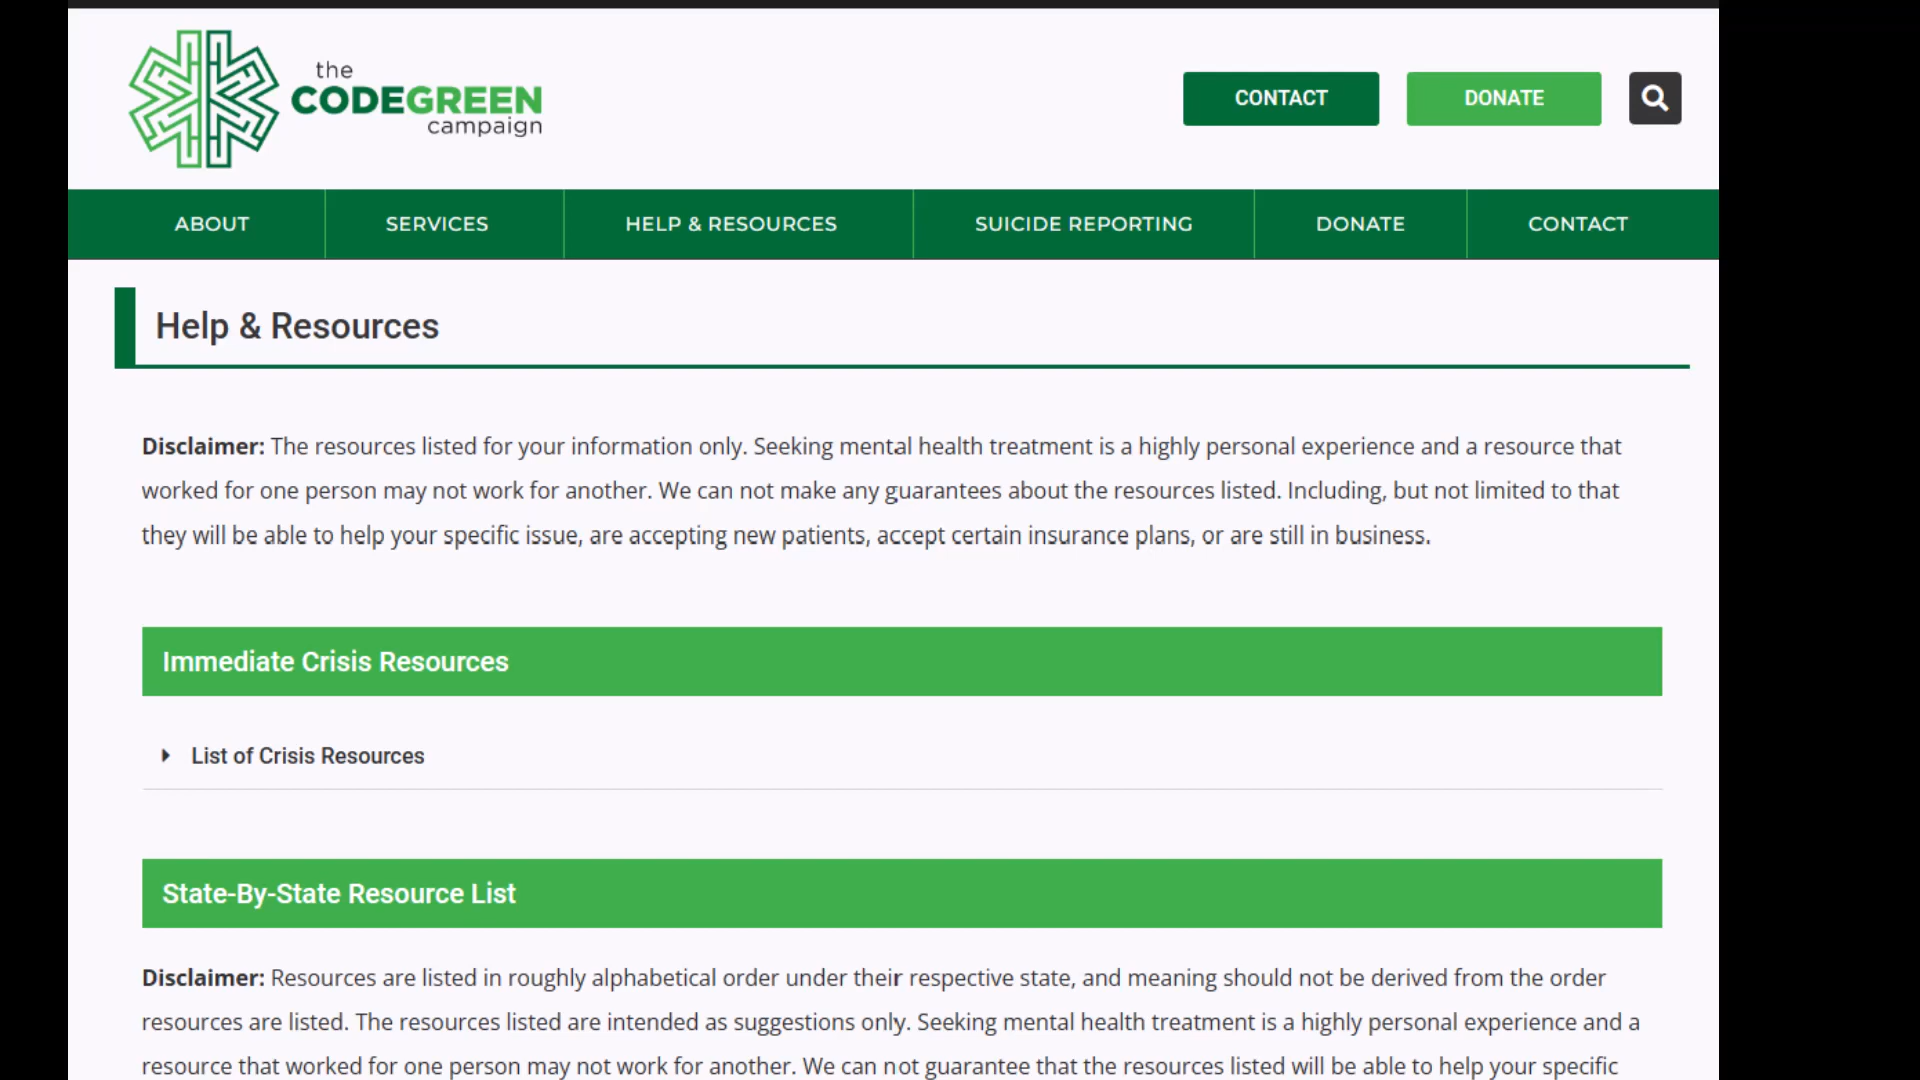 the
CODEGREEN
campaign
CONTACT
DONATE
ABOUT
SERVICES
HELP & RESOURCES
SUICIDE REPORTING
DONATE
CONTACT
Help & Resources
Disclaimer: The resources listed for your information only. Seeking mental health treatment is a highly personal experience and a resource that
worked for one person may not work for another. We can not make any guarantees about the resources listed. Including, but not limited to that
they will be able to help your specific issue, are accepting new patients, accept certain insurance plans, or are still in business.
Immediate Crisis Resources
List of Crisis Resources
State-By-State Resource List
Disclaimer: Resources are listed in roughly alphabetical order under their respective state, and meaning should not be derived from the order
resources are listed. The resources listed are intended as suggestions only. Seeking mental health treatment is a highly personal experience and a
resource that worked for one person may not work for another. We can not guarantee that the resources listed will be able to help your specific